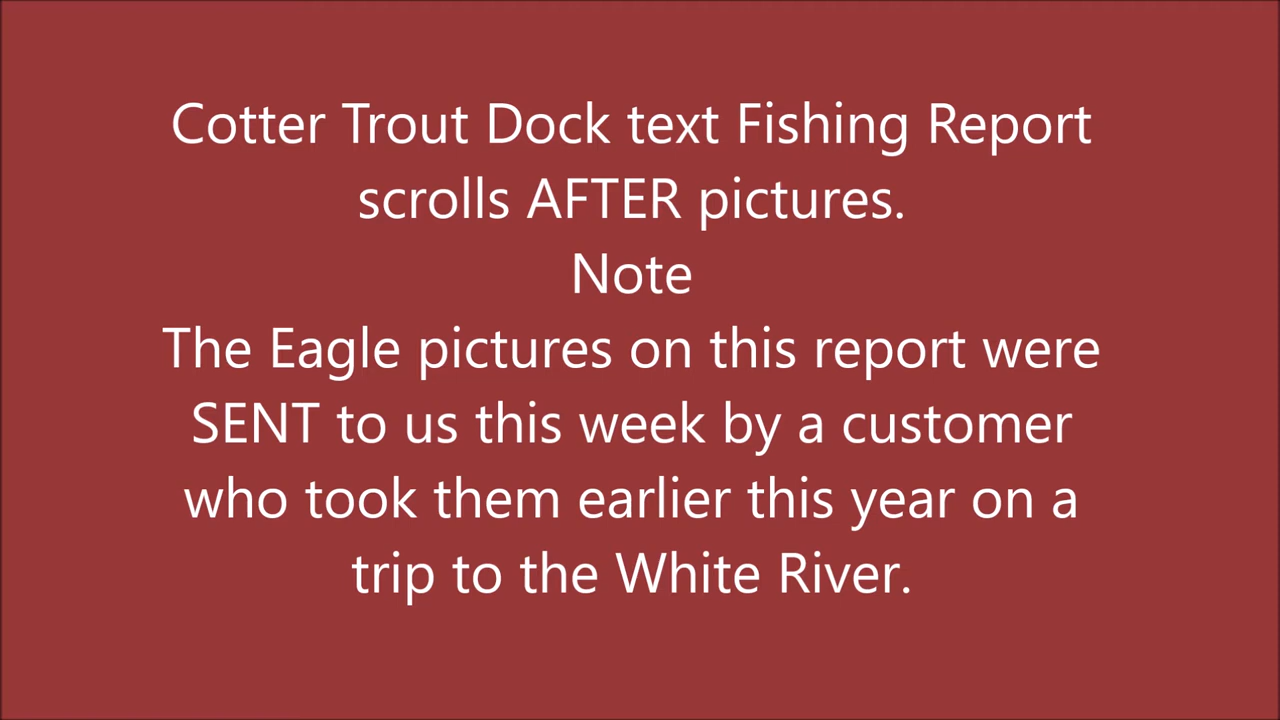 Cotter Trout Dock text Fishing Report
scrolls AFTER pictures.
Note
The Eagle pictures on this report were
SENT to us this week by a customer
who took them earlier this year on a
trip to the White River.